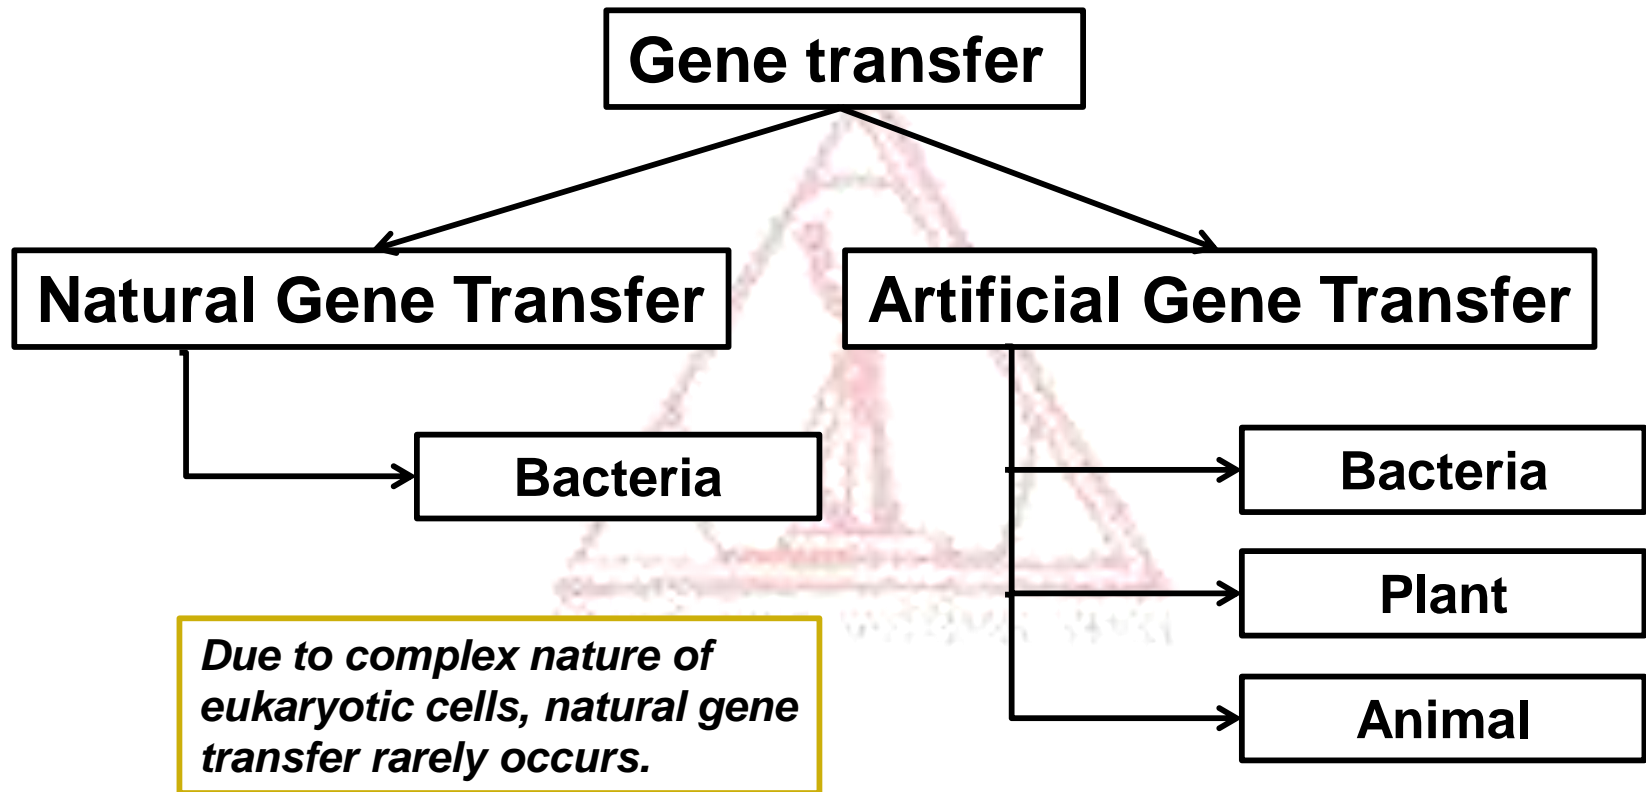 Gene transfer
Natural Gene Transfer
Artificial Gene Transfer
Bacteria
Bacteria
Plant
Animal
Due to complex nature of
eukaryotic cells, natural gene
transfer rarely occurs.